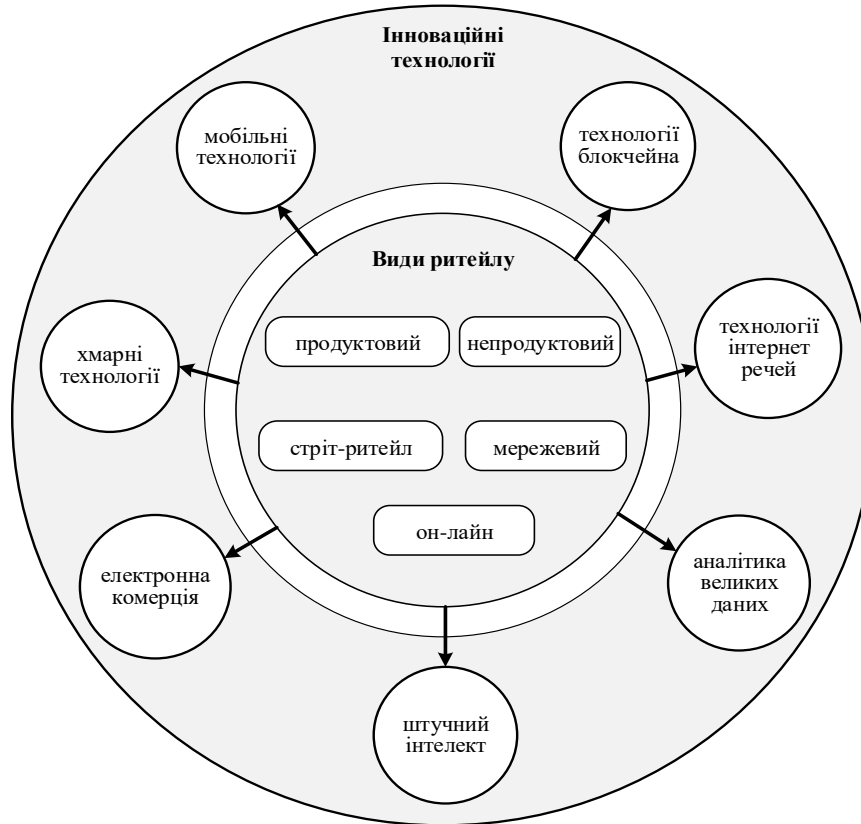 Інноваційні
технології
мобільні
технології
технології
блокчейна
Види ритейлу
продуктовий
непродуктовий
хмарні
технології
технології
інтернет
речей
стріт-ритейл
мережевий
он-лайн
електронна
комерція
аналітика
великих
даних
штучний
інтелект